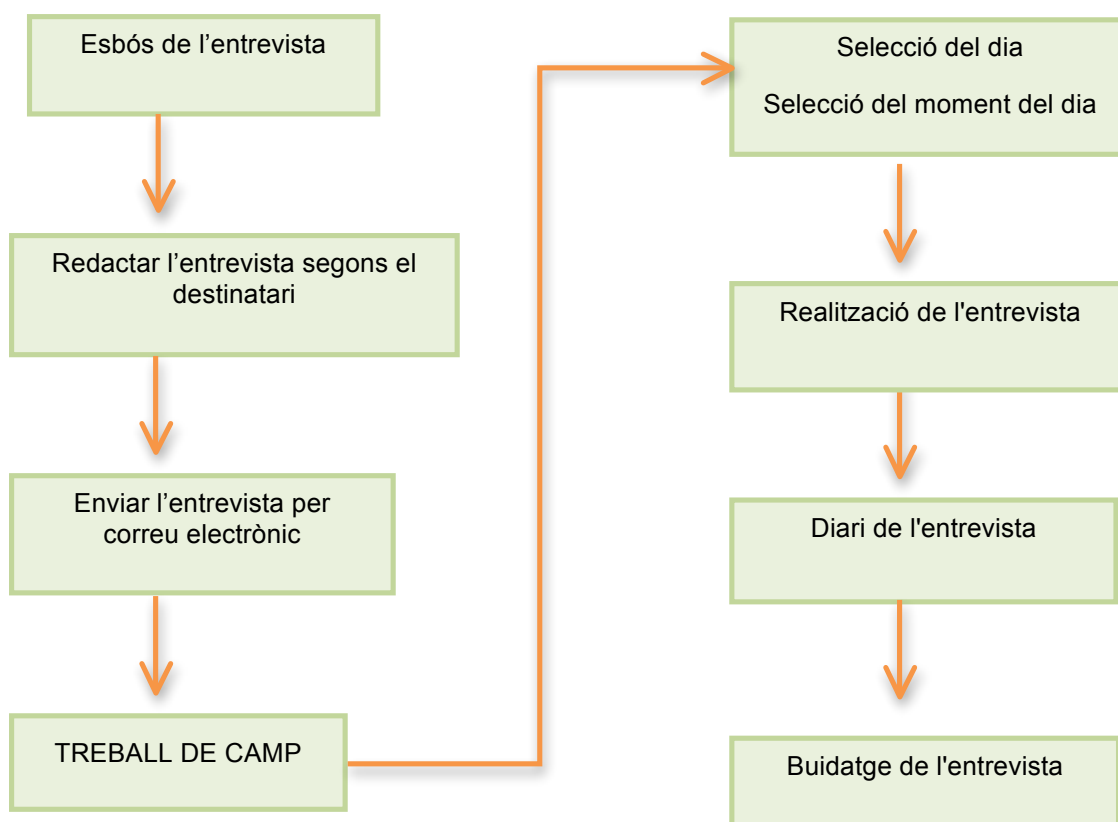 Esbós de l’entrevista
Redactar l’entrevista segons el
destinatari
Enviar l’entrevista per
correu electrònic
TREBALL DE CAMP
Selecció del dia
Selecció del moment del dia
Realització de l'entrevista
Diari de l'entrevista
Buidatge de l'entrevista